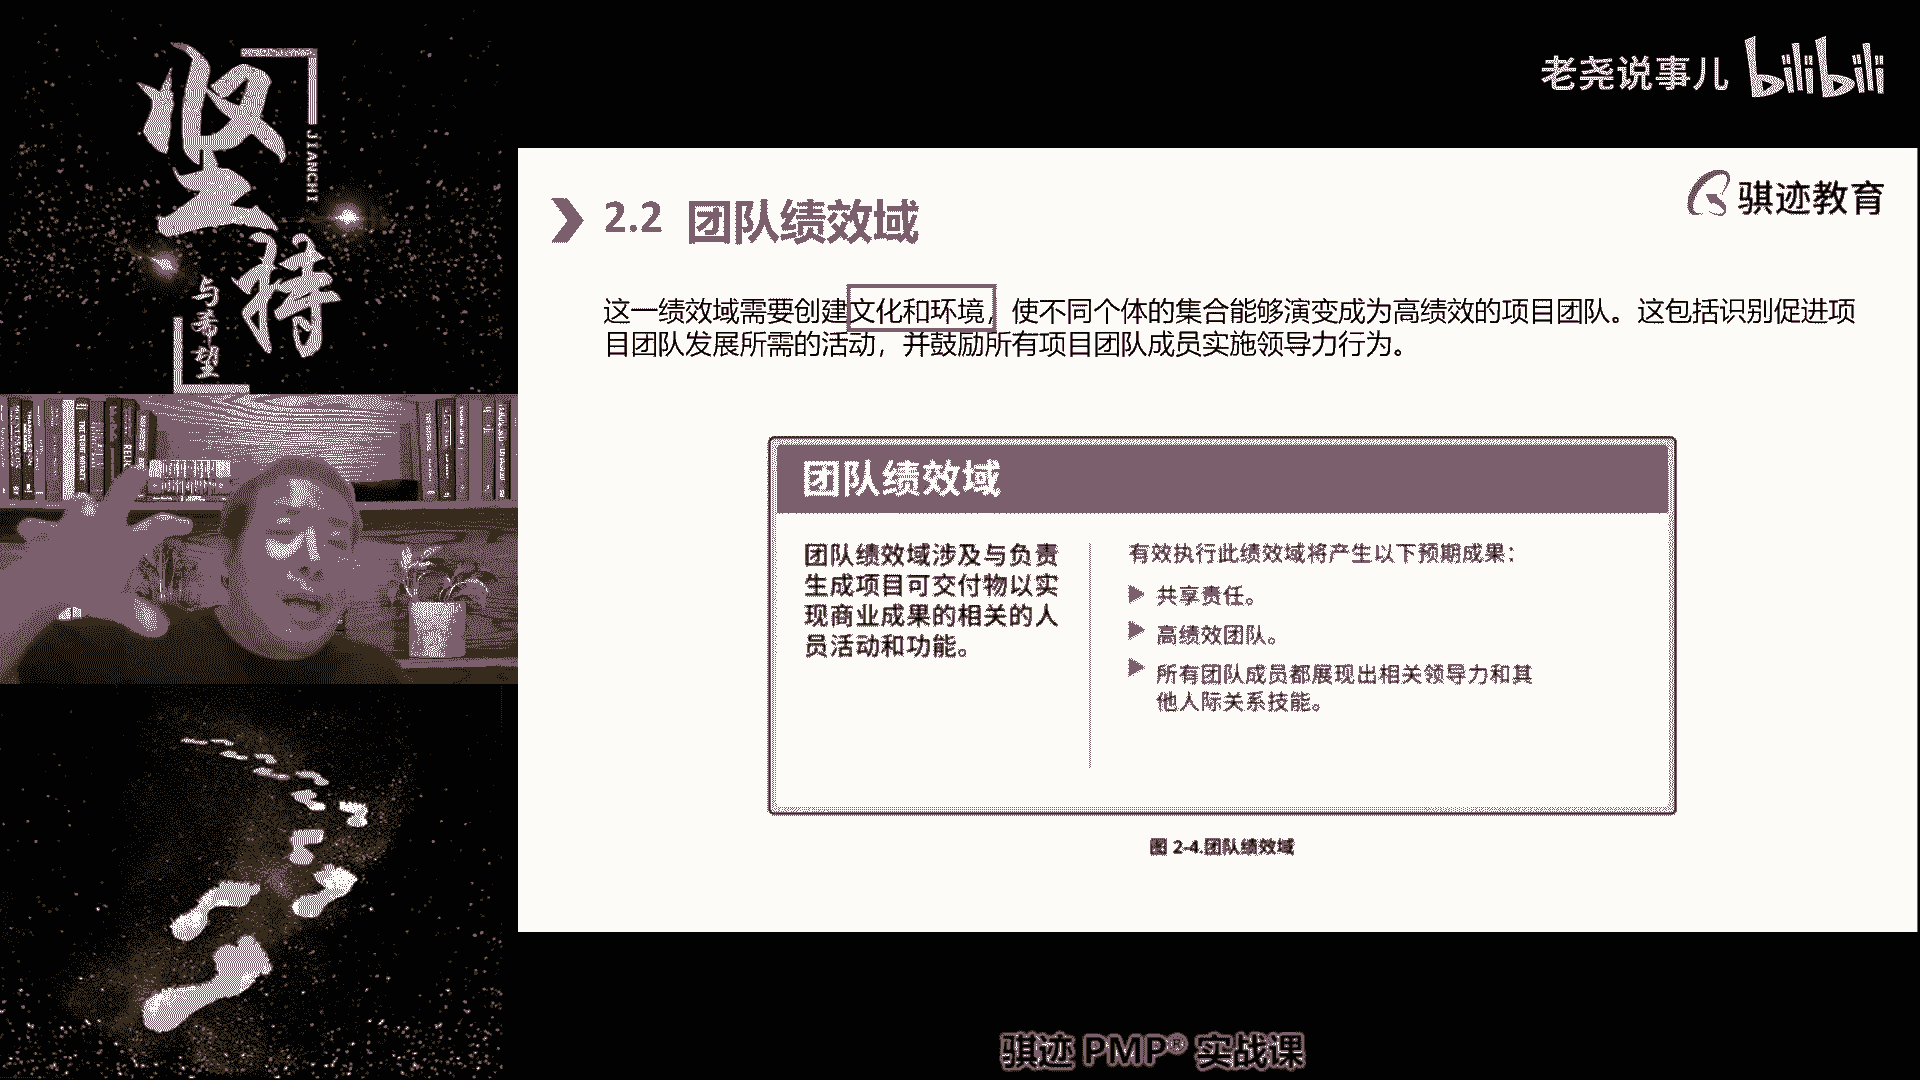 坚持
JIANCHI
与希望
老尧说事儿 bilibili
骐迹教育
2.2 团队绩效域
这一绩效域需要创建文化和环境，使不同个体的集合能够演变成为高绩效的项目团队。这包括识别促进项
目团队发展所需的活动，并鼓励所有项目团队成员实施领导力行为。
团队绩效域
团队绩效域涉及与负责
生成项目可交付物以实
现商业成果的相关的人
员活动和功能。
有效执行此绩效域将产生以下预期成果：
▶ 共享责任。
▶ 高绩效团队。
▶ 所有团队成员都展现出相关领导力和其
他人际关系技能。
图 2-4.团队绩效域
骐迹 PMP® 实战课